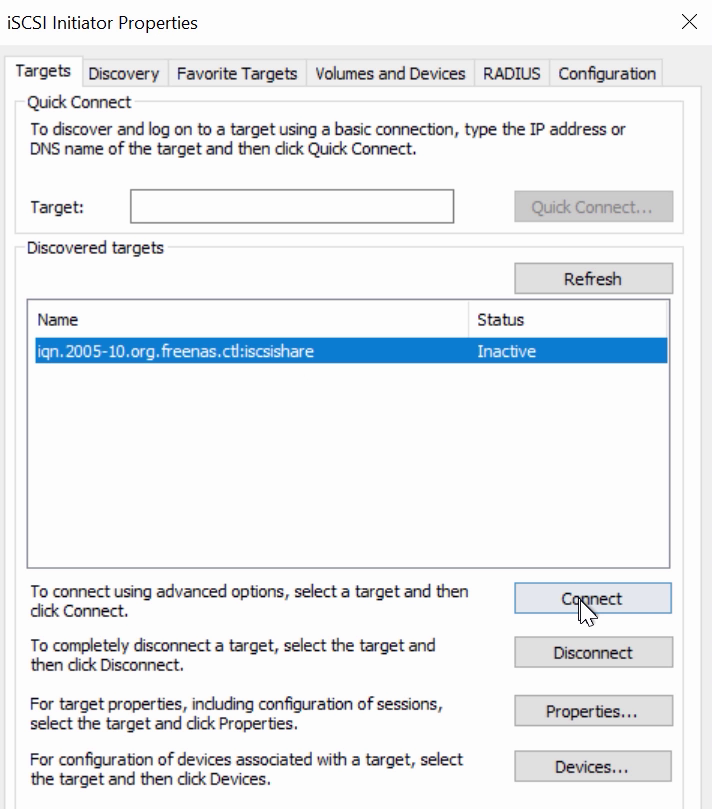 iSCSI Initiator Properties
Targets Discovery Favorite Targets Volumes and Devices RADIUS Configuration
Quick Connect
To discover and log on to a target using a basic connection, type the IP address or
DNS name of the target and then click Quick Connect.
Target: Quick Connect...
Discovered targets
Refresh
Name Status
iqn.2005-10.org.freenas.ctl:iscsishare Inactive
To connect using advanced options, select a target and then
click Connect.
Connect
To completely disconnect a target, select the target and
then click Disconnect.
Disconnect
For target properties, including configuration of sessions,
select the target and click Properties.
Properties...
For configuration of devices associated with a target, select
the target and then click Devices.
Devices...